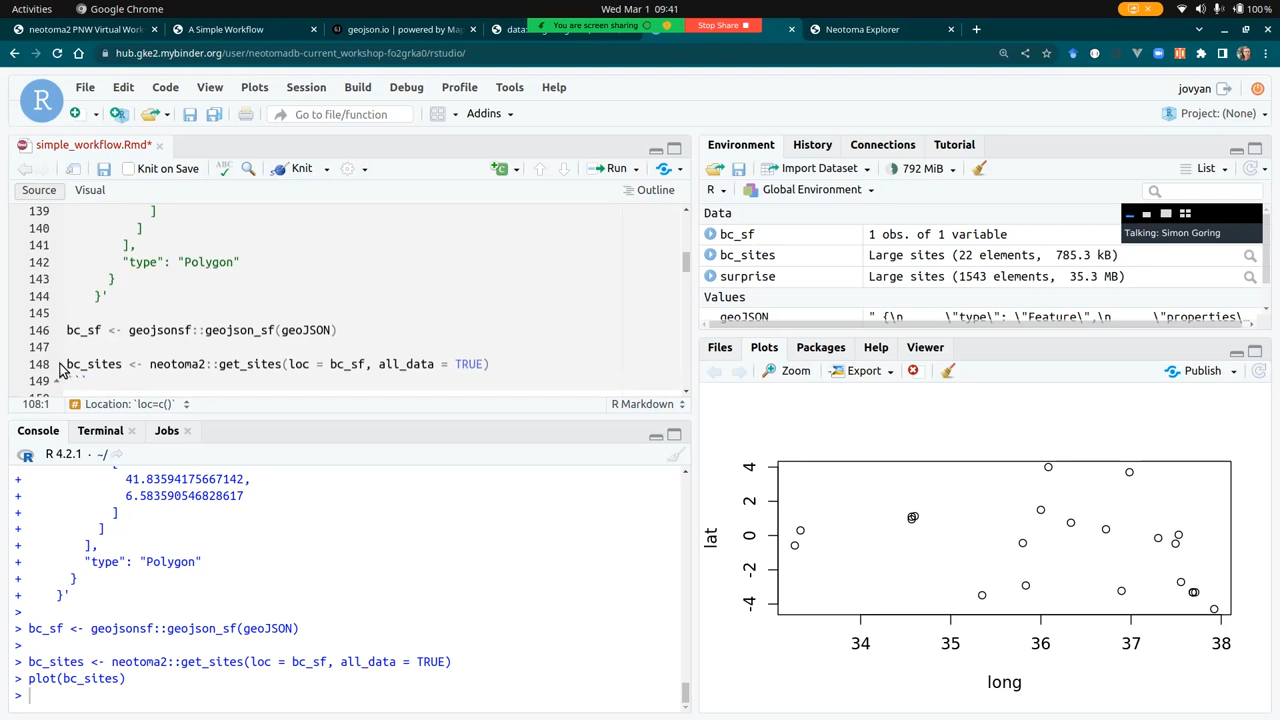 Activities
Google Chrome
Wed Mar 1 09:41
100%
You are screen sharing
Stop Share
neotoma2 PNW Virtual Work
A Simple Workflow
geojson.io | powered by Map
data:
Neotoma Explorer
hub.gke2.mybinder.org/user/neotomadb-current_workshop-fo2grka0/rstudio/
File Edit Code View Plots Session Build Debug Profile Tools Help
jovyan
Go to file/function
Addins
Project: (None)
simple_workflow.Rmd*
Knit on Save
Knit
Run
Source
Visual
Outline
139 ]
140 ]
141 ],
142 "type": "Polygon"
143 }
144 }'
145
146 bc_sf <- geojsonsf::geojson_sf(geoJSON)
147
148 bc_sites <- neotoma2::get_sites(loc = bc_sf, all_data = TRUE)
149 ```
108:1
Location: `loc=c()`
R Markdown
Console
Terminal
Jobs
R 4.2.1 · ~/
+ [
+ 41.83594175667142,
+ 6.583590546828617
+ ]
+ ]
+ ],
+ "type": "Polygon"
+ }
+ }'
>
> bc_sf <- geojsonsf::geojson_sf(geoJSON)
>
> bc_sites <- neotoma2::get_sites(loc = bc_sf, all_data = TRUE)
> plot(bc_sites)
>
Environment
History
Connections
Tutorial
Import Dataset
792 MiB
List
R
Global Environment
Data
bc_sf 1 obs. of 1 variable
bc_sites Large sites (22 elements, 785.3 kB)
surprise Large sites (1543 elements, 35.3 MB)
Values
geoJSON " {\n \"type\": \"Feature\",\n \"properties\…
Talking: Simon Goring
Files
Plots
Packages
Help
Viewer
Zoom
Export
Publish
lat
4
2
0
-2
-4
34 35 36 37 38
long